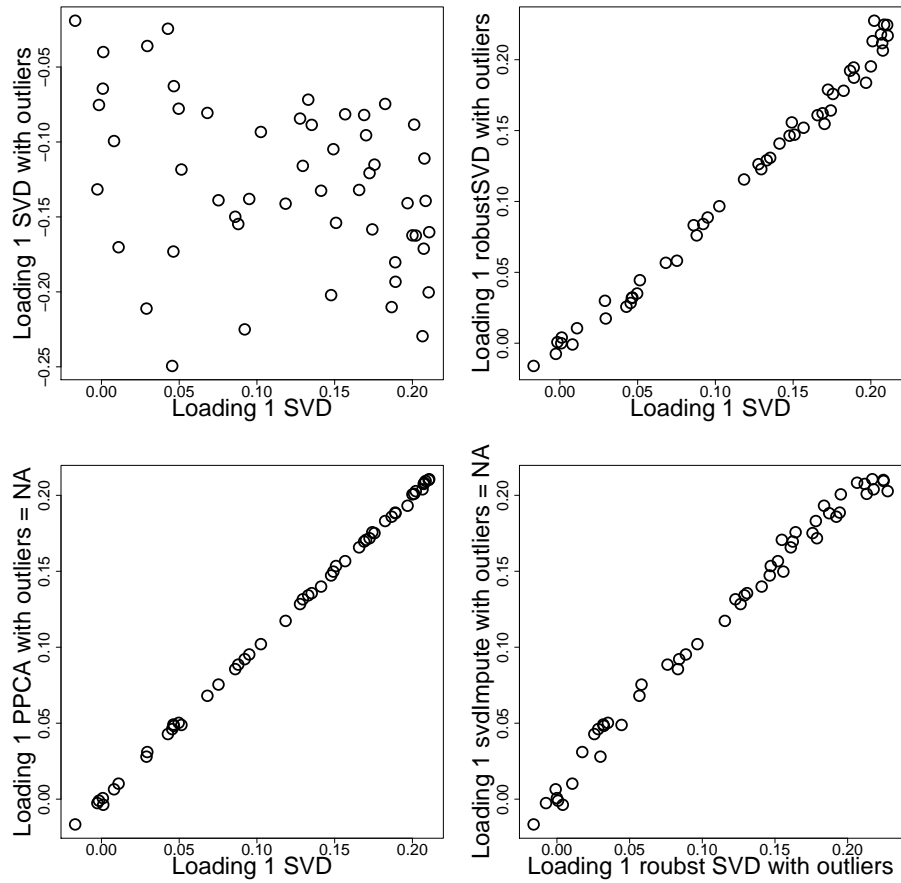 Loading 1 SVD with outliers
−0.05
−0.10
−0.15
−0.20
−0.25
0.00 0.05 0.10 0.15 0.20
Loading 1 SVD
Loading 1 robustSVD with outliers
0.20
0.15
0.10
0.05
0.00
0.00 0.05 0.10 0.15 0.20
Loading 1 SVD
Loading 1 PPCA with outliers = NA
0.20
0.15
0.10
0.05
0.00
0.00 0.05 0.10 0.15 0.20
Loading 1 SVD
Loading 1 svdImpute with outliers = NA
0.20
0.15
0.10
0.05
0.00
0.00 0.05 0.10 0.15 0.20
Loading 1 roubst SVD with outliers